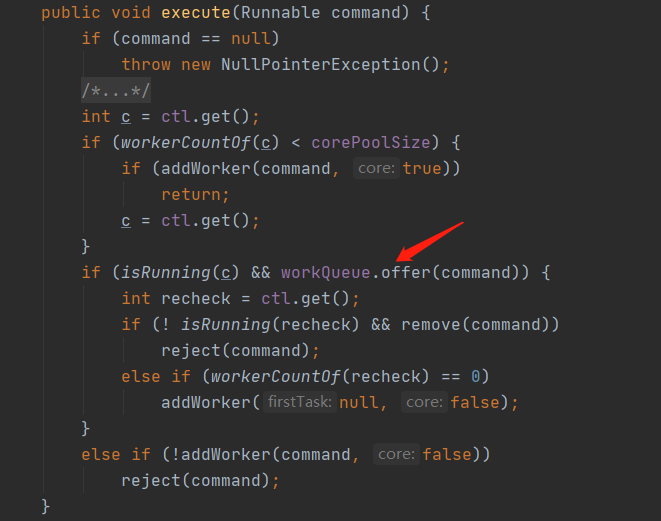 public void execute(Runnable command) {
if (command == null)
throw new NullPointerException();
/*...*/
int c = ctl.get();
if (workerCountOf(c) < corePoolSize) {
if (addWorker(command, core: true))
return;
c = ctl.get();
}
if (isRunning(c) && workQueue.offer(command)) {
int recheck = ctl.get();
if (! isRunning(recheck) && remove(command))
reject(command);
else if (workerCountOf(recheck) == 0)
addWorker( firstTask: null, core: false);
}
else if (!addWorker(command, core: false))
reject(command);
}